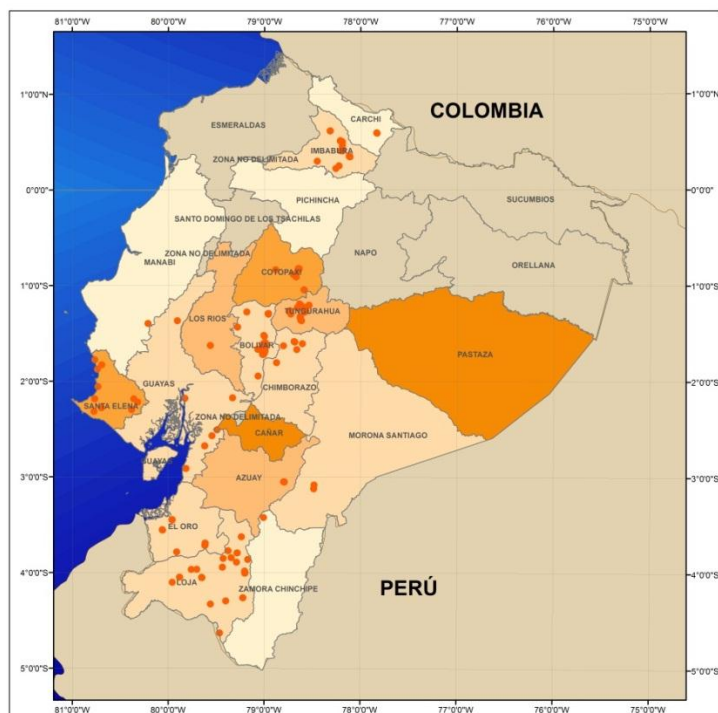 81°0'0"W 80°0'0"W 79°0'0"W 78°0'0"W 77°0'0"W 76°0'0"W 75°0'0"W
1°0'0"N 1°0'0"N
COLOMBIA
CARCHI
ESMERALDAS
IMBABURA
ZONA NO DELIMITADA
0°0'0" 0°0'0"
PICHINCHA
SUCUMBIOS
SANTO DOMINGO DE LOS TSACHILAS
ZONA NO DELIMITADA
NAPO
MANABI
ORELLANA
COTOPAXI
1°0'0"S 1°0'0"S
LOS RIOS
TUNGURAHUA
BOLIVAR
PASTAZA
GUAYAS
CHIMBORAZO
2°0'0"S 2°0'0"S
SANTA ELENA
ZONA NO DELIMITADA
CAÑAR
MORONA SANTIAGO
GUAYAS
AZUAY
3°0'0"S 3°0'0"S
EL ORO
4°0'0"S 4°0'0"S
LOJA
ZAMORA CHINCHIPE
PERÚ
5°0'0"S 5°0'0"S
81°0'0"W 80°0'0"W 79°0'0"W 78°0'0"W 77°0'0"W 76°0'0"W 75°0'0"W